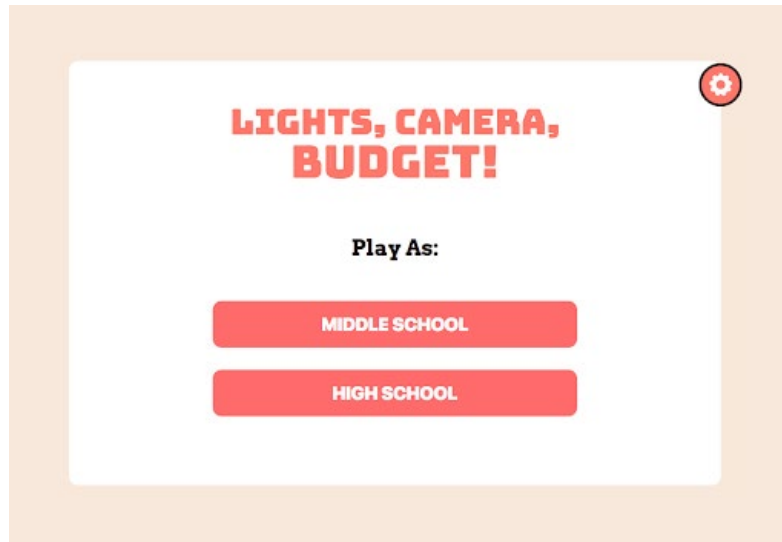 LIGHTS, CAMERA,
BUDGET!
Play As:
MIDDLE SCHOOL
HIGH SCHOOL